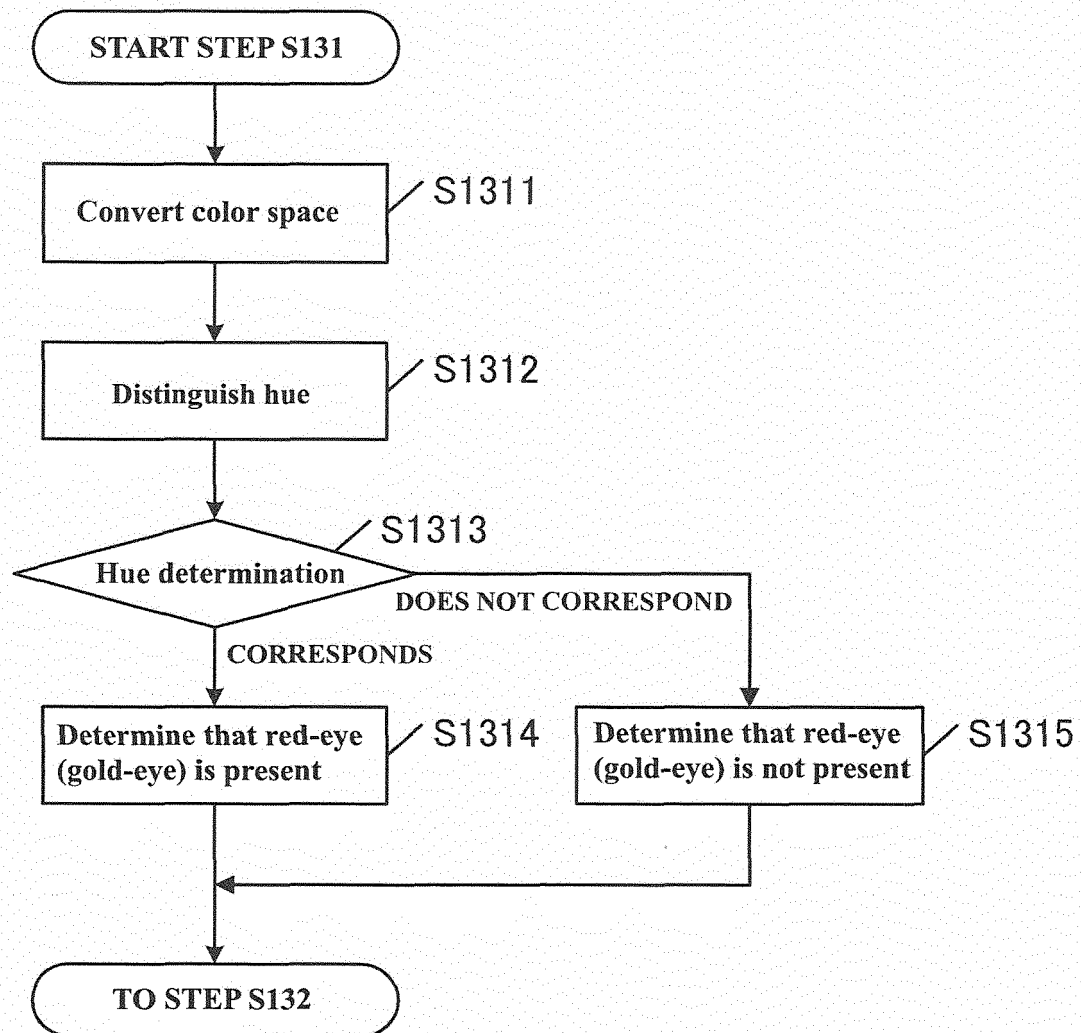 START STEP S131
Convert color space
S1311
Distinguish hue
S1312
Hue determination
S1313
DOES NOT CORRESPOND
CORRESPONDS
Determine that red-eye
(gold-eye) is present
S1314
Determine that red-eye
(gold-eye) is not present
S1315
TO STEP S132